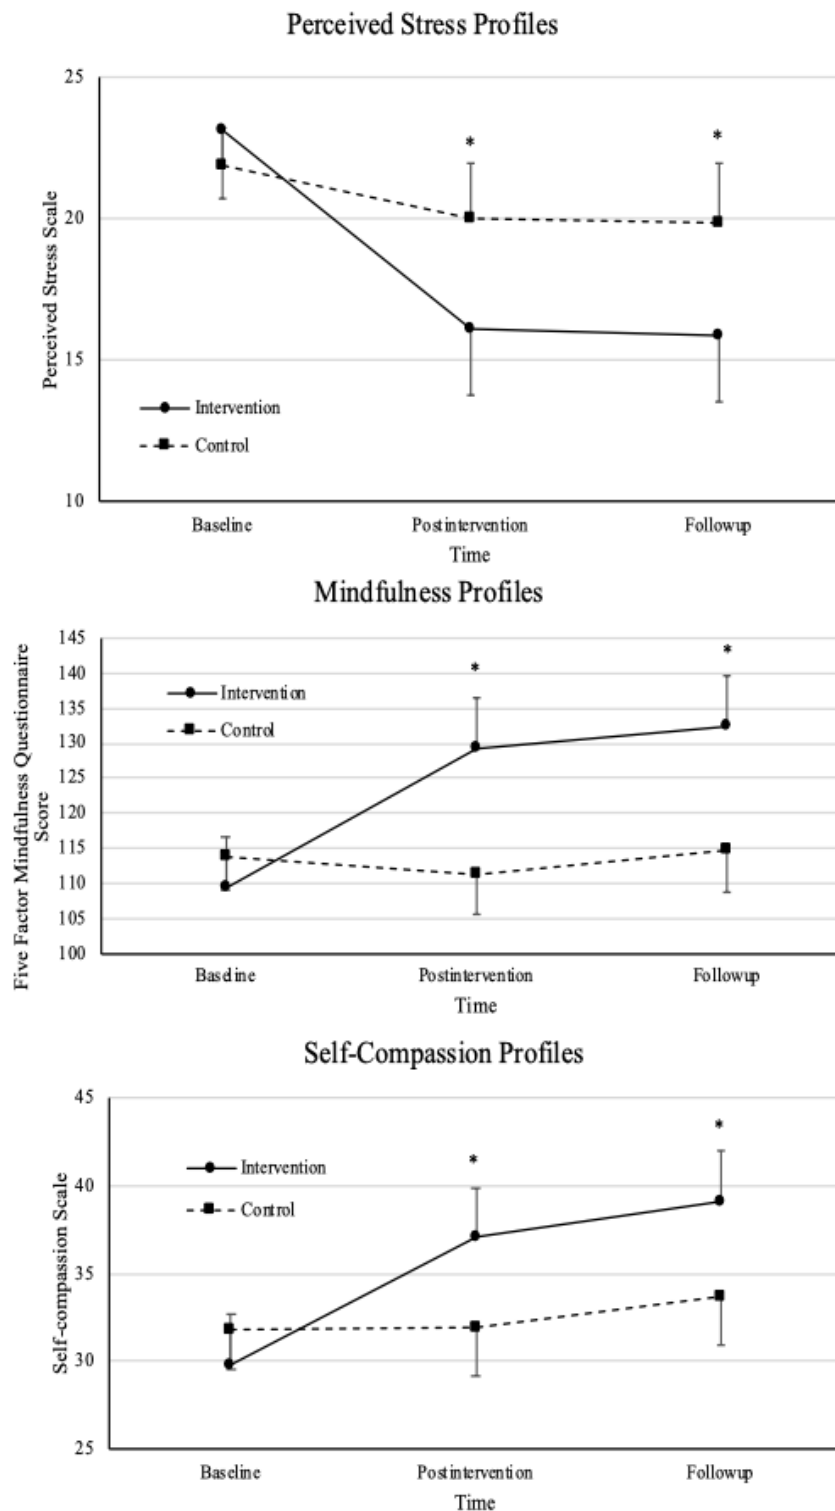 Perceived Stress Profiles
25
*
*
20
Perceived Stress Scale
15
Intervention
Control
10
Baseline Postintervention Followup
Time
Mindfulness Profiles
145
*
*
140
Intervention
135
Control
130
125
120
115
110
105
100
Five Factor Mindfulness Questionnaire
Score
Baseline Postintervention Followup
Time
Self-Compassion Profiles
45
*
*
Intervention
40
Control
35
Self-compassion Scale
30
25
Baseline Postintervention Followup
Time